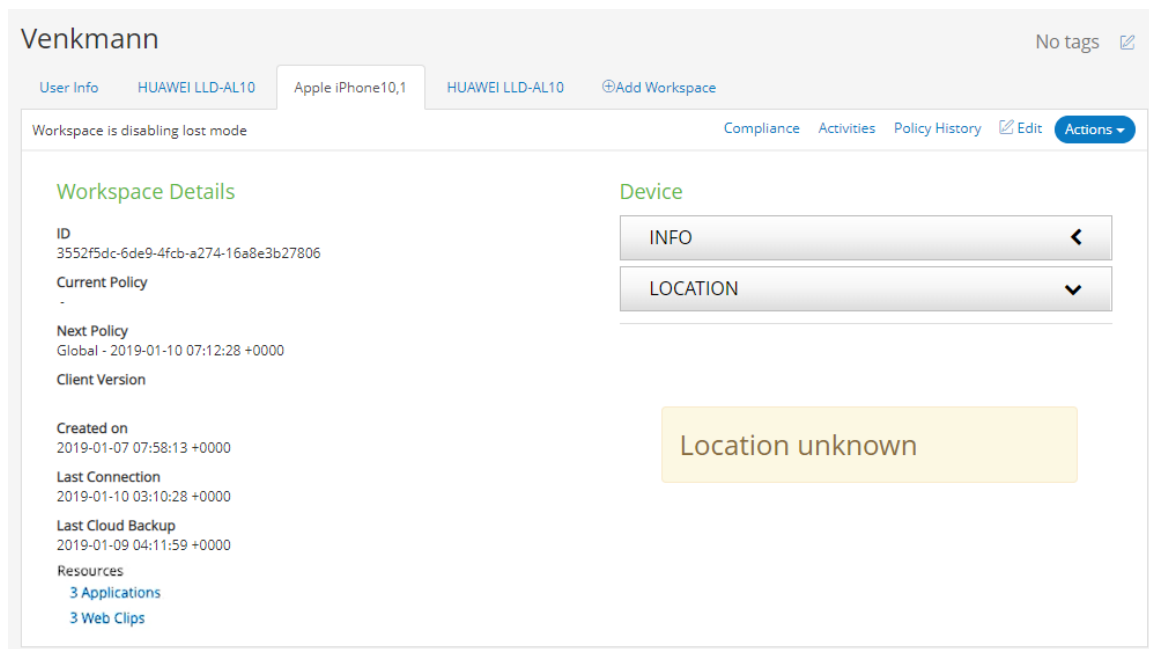 Venkmann
No tags
User Info HUAWEI LLD-AL10 Apple iPhone10,1 HUAWEI LLD-AL10 Add Workspace
Workspace is disabling lost mode Compliance Activities Policy History Edit Actions
Workspace Details
ID
3552f5dc-6de9-4fcb-a274-16a8e3b27806
Current Policy
-
Next Policy
Global - 2019-01-10 07:12:28 +0000
Client Version
Created on
2019-01-07 07:58:13 +0000
Last Connection
2019-01-10 03:10:28 +0000
Last Cloud Backup
2019-01-09 04:11:59 +0000
Resources
3 Applications
3 Web Clips
Device
INFO
LOCATION
Location unknown